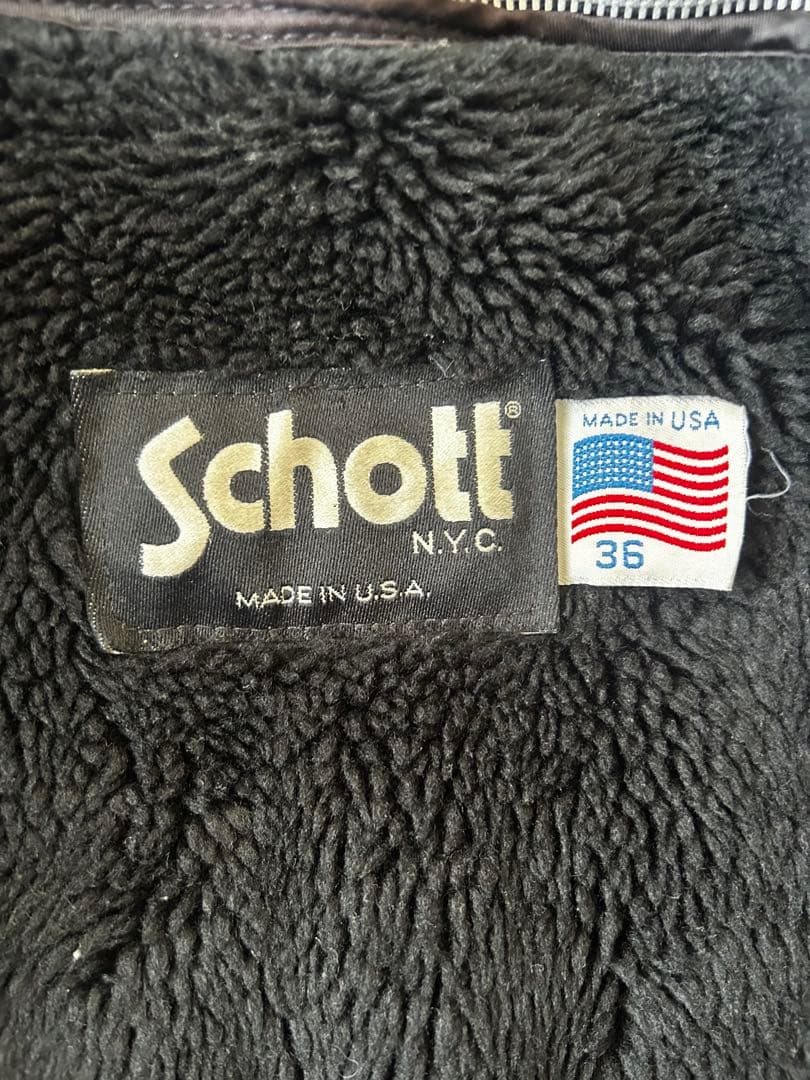 Schott®
N.Y.C.
MADE IN U.S.A.
MADE IN USA
36